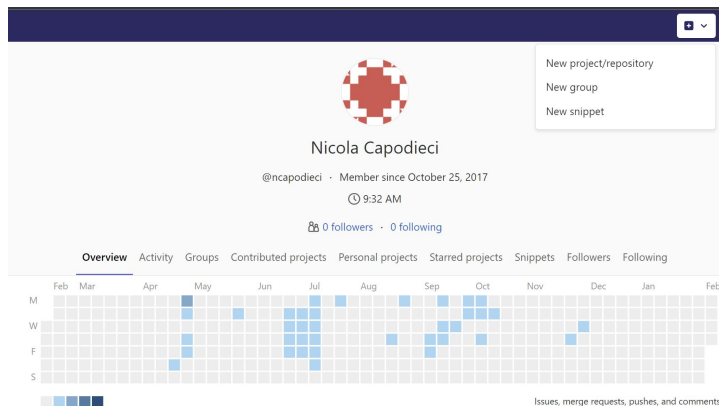 New project/repository
New group
New snippet
Nicola Capodieci
@ncapodieci · Member since October 25, 2017
9:32 AM
0 followers · 0 following
Overview Activity Groups Contributed projects Personal projects Starred projects Snippets Followers Following
Feb Mar Apr May Jun Jul Aug Sep Oct Nov Dec Jan Feb
M
W
F
S
Issues, merge requests, pushes, and comments